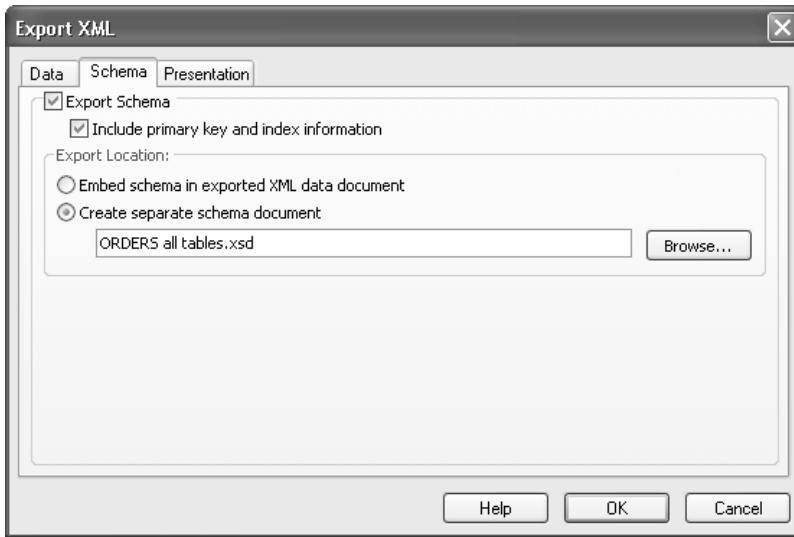 Export XML
Data Schema Presentation
Export Schema
Include primary key and index information
Export Location:
Embed schema in exported XML data document
Create separate schema document
ORDERS all tables.xsd Browse...
Help OK Cancel